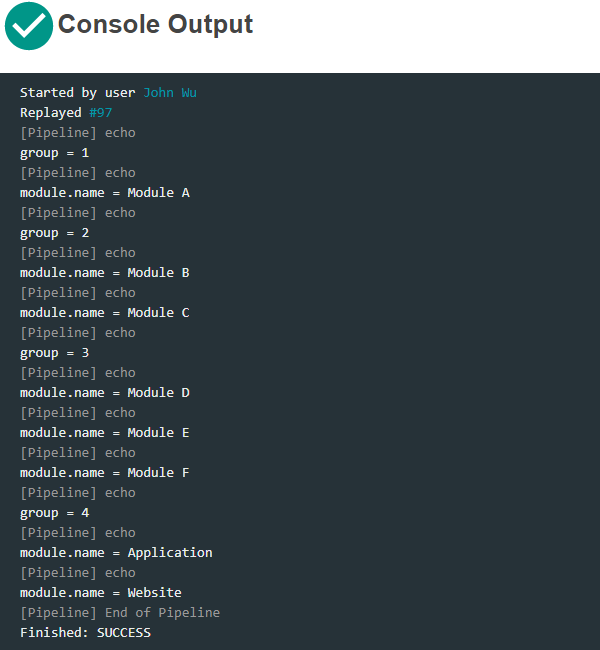 Console Output
Started by user John Wu
Replayed #97
[Pipeline] echo
group = 1
[Pipeline] echo
module.name = Module A
[Pipeline] echo
group = 2
[Pipeline] echo
module.name = Module B
[Pipeline] echo
module.name = Module C
[Pipeline] echo
group = 3
[Pipeline] echo
module.name = Module D
[Pipeline] echo
module.name = Module E
[Pipeline] echo
module.name = Module F
[Pipeline] echo
group = 4
[Pipeline] echo
module.name = Application
[Pipeline] echo
module.name = Website
[Pipeline] End of Pipeline
Finished: SUCCESS